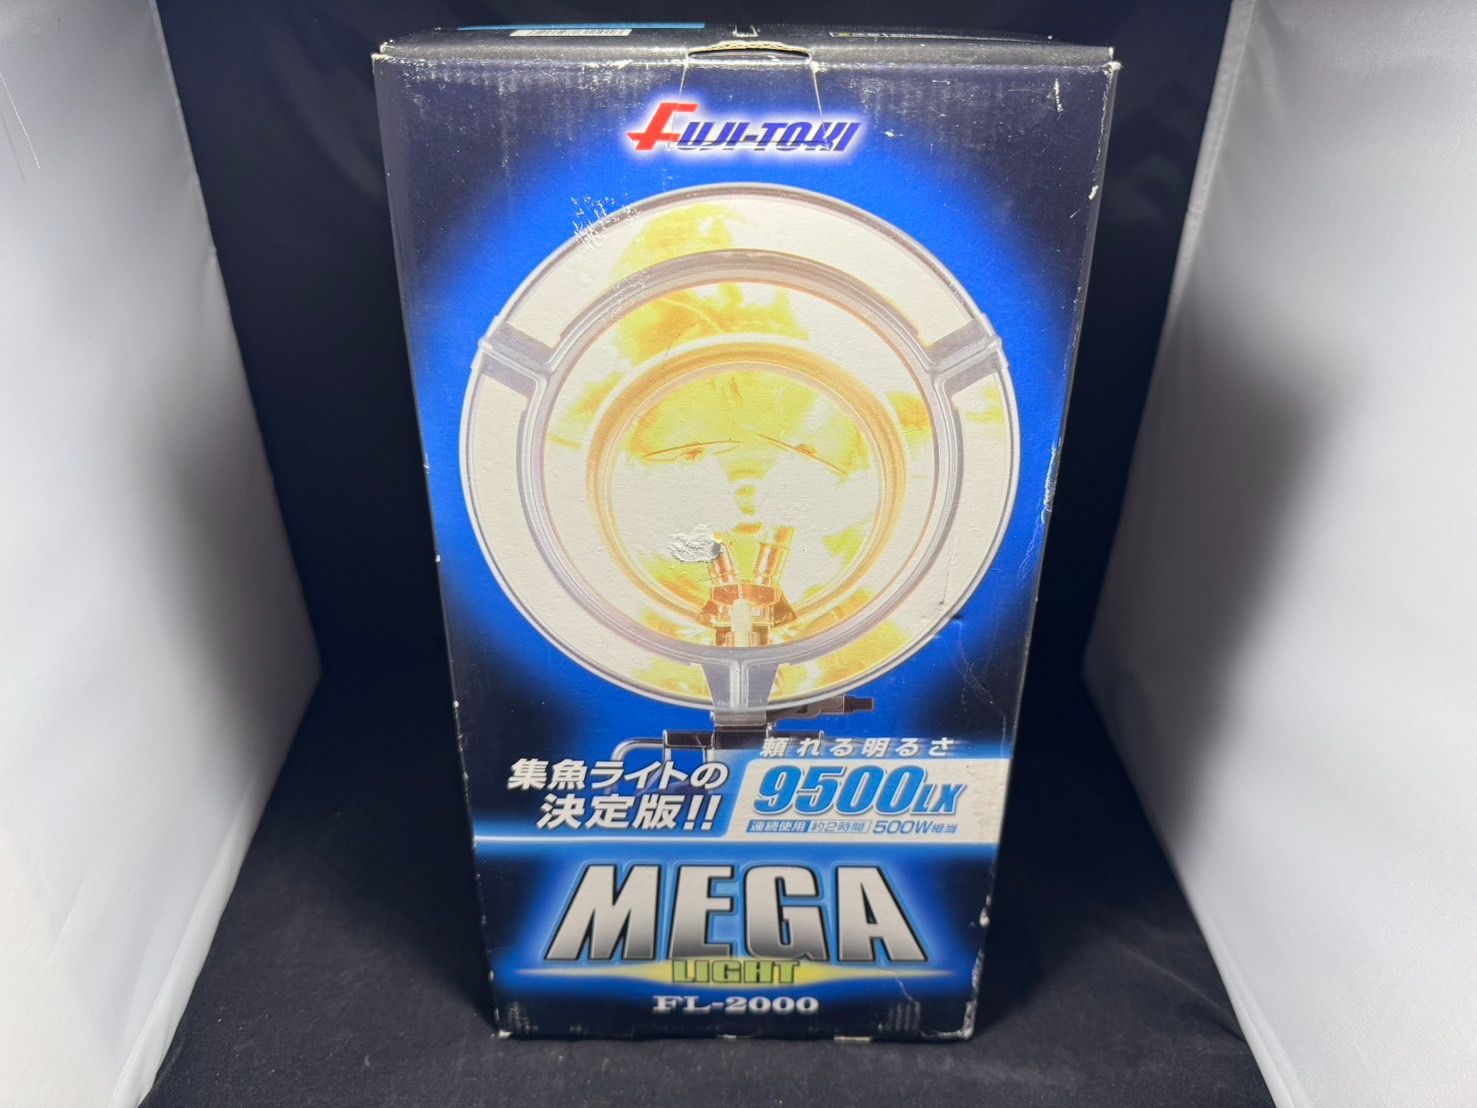 FUJI-TOKI
頼れる明るさ
集魚ライトの
決定版!!
9500LX
連続使用 約2時間 500W相当
MEGA
LIGHT
FL-2000